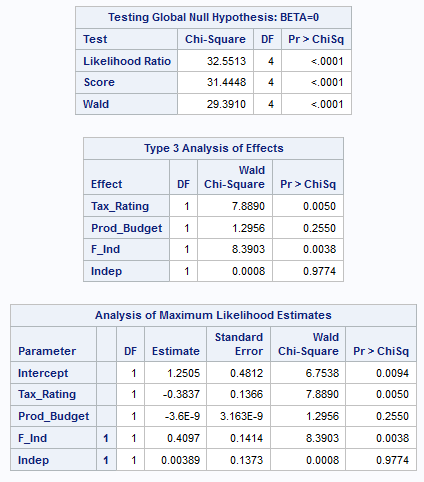 Testing Global Null Hypothesis: BETA=0
Test Chi-Square DF Pr > ChiSq
Likelihood Ratio 32.5513 4 <.0001
Score 31.4448 4 <.0001
Wald 29.3910 4 <.0001
Type 3 Analysis of Effects
Effect DF Wald Chi-Square Pr > ChiSq
Tax_Rating 1 7.8890 0.0050
Prod_Budget 1 1.2956 0.2550
F_Ind 1 8.3903 0.0038
Indep 1 0.0008 0.9774
Analysis of Maximum Likelihood Estimates
Parameter DF Estimate Standard Error Wald Chi-Square Pr > ChiSq
Intercept 1 1.2505 0.4812 6.7538 0.0094
Tax_Rating 1 -0.3837 0.1366 7.8890 0.0050
Prod_Budget 1 -3.6E-9 3.163E-9 1.2956 0.2550
F_Ind 1 1 0.4097 0.1414 8.3903 0.0038
Indep 1 1 0.00389 0.1373 0.0008 0.9774